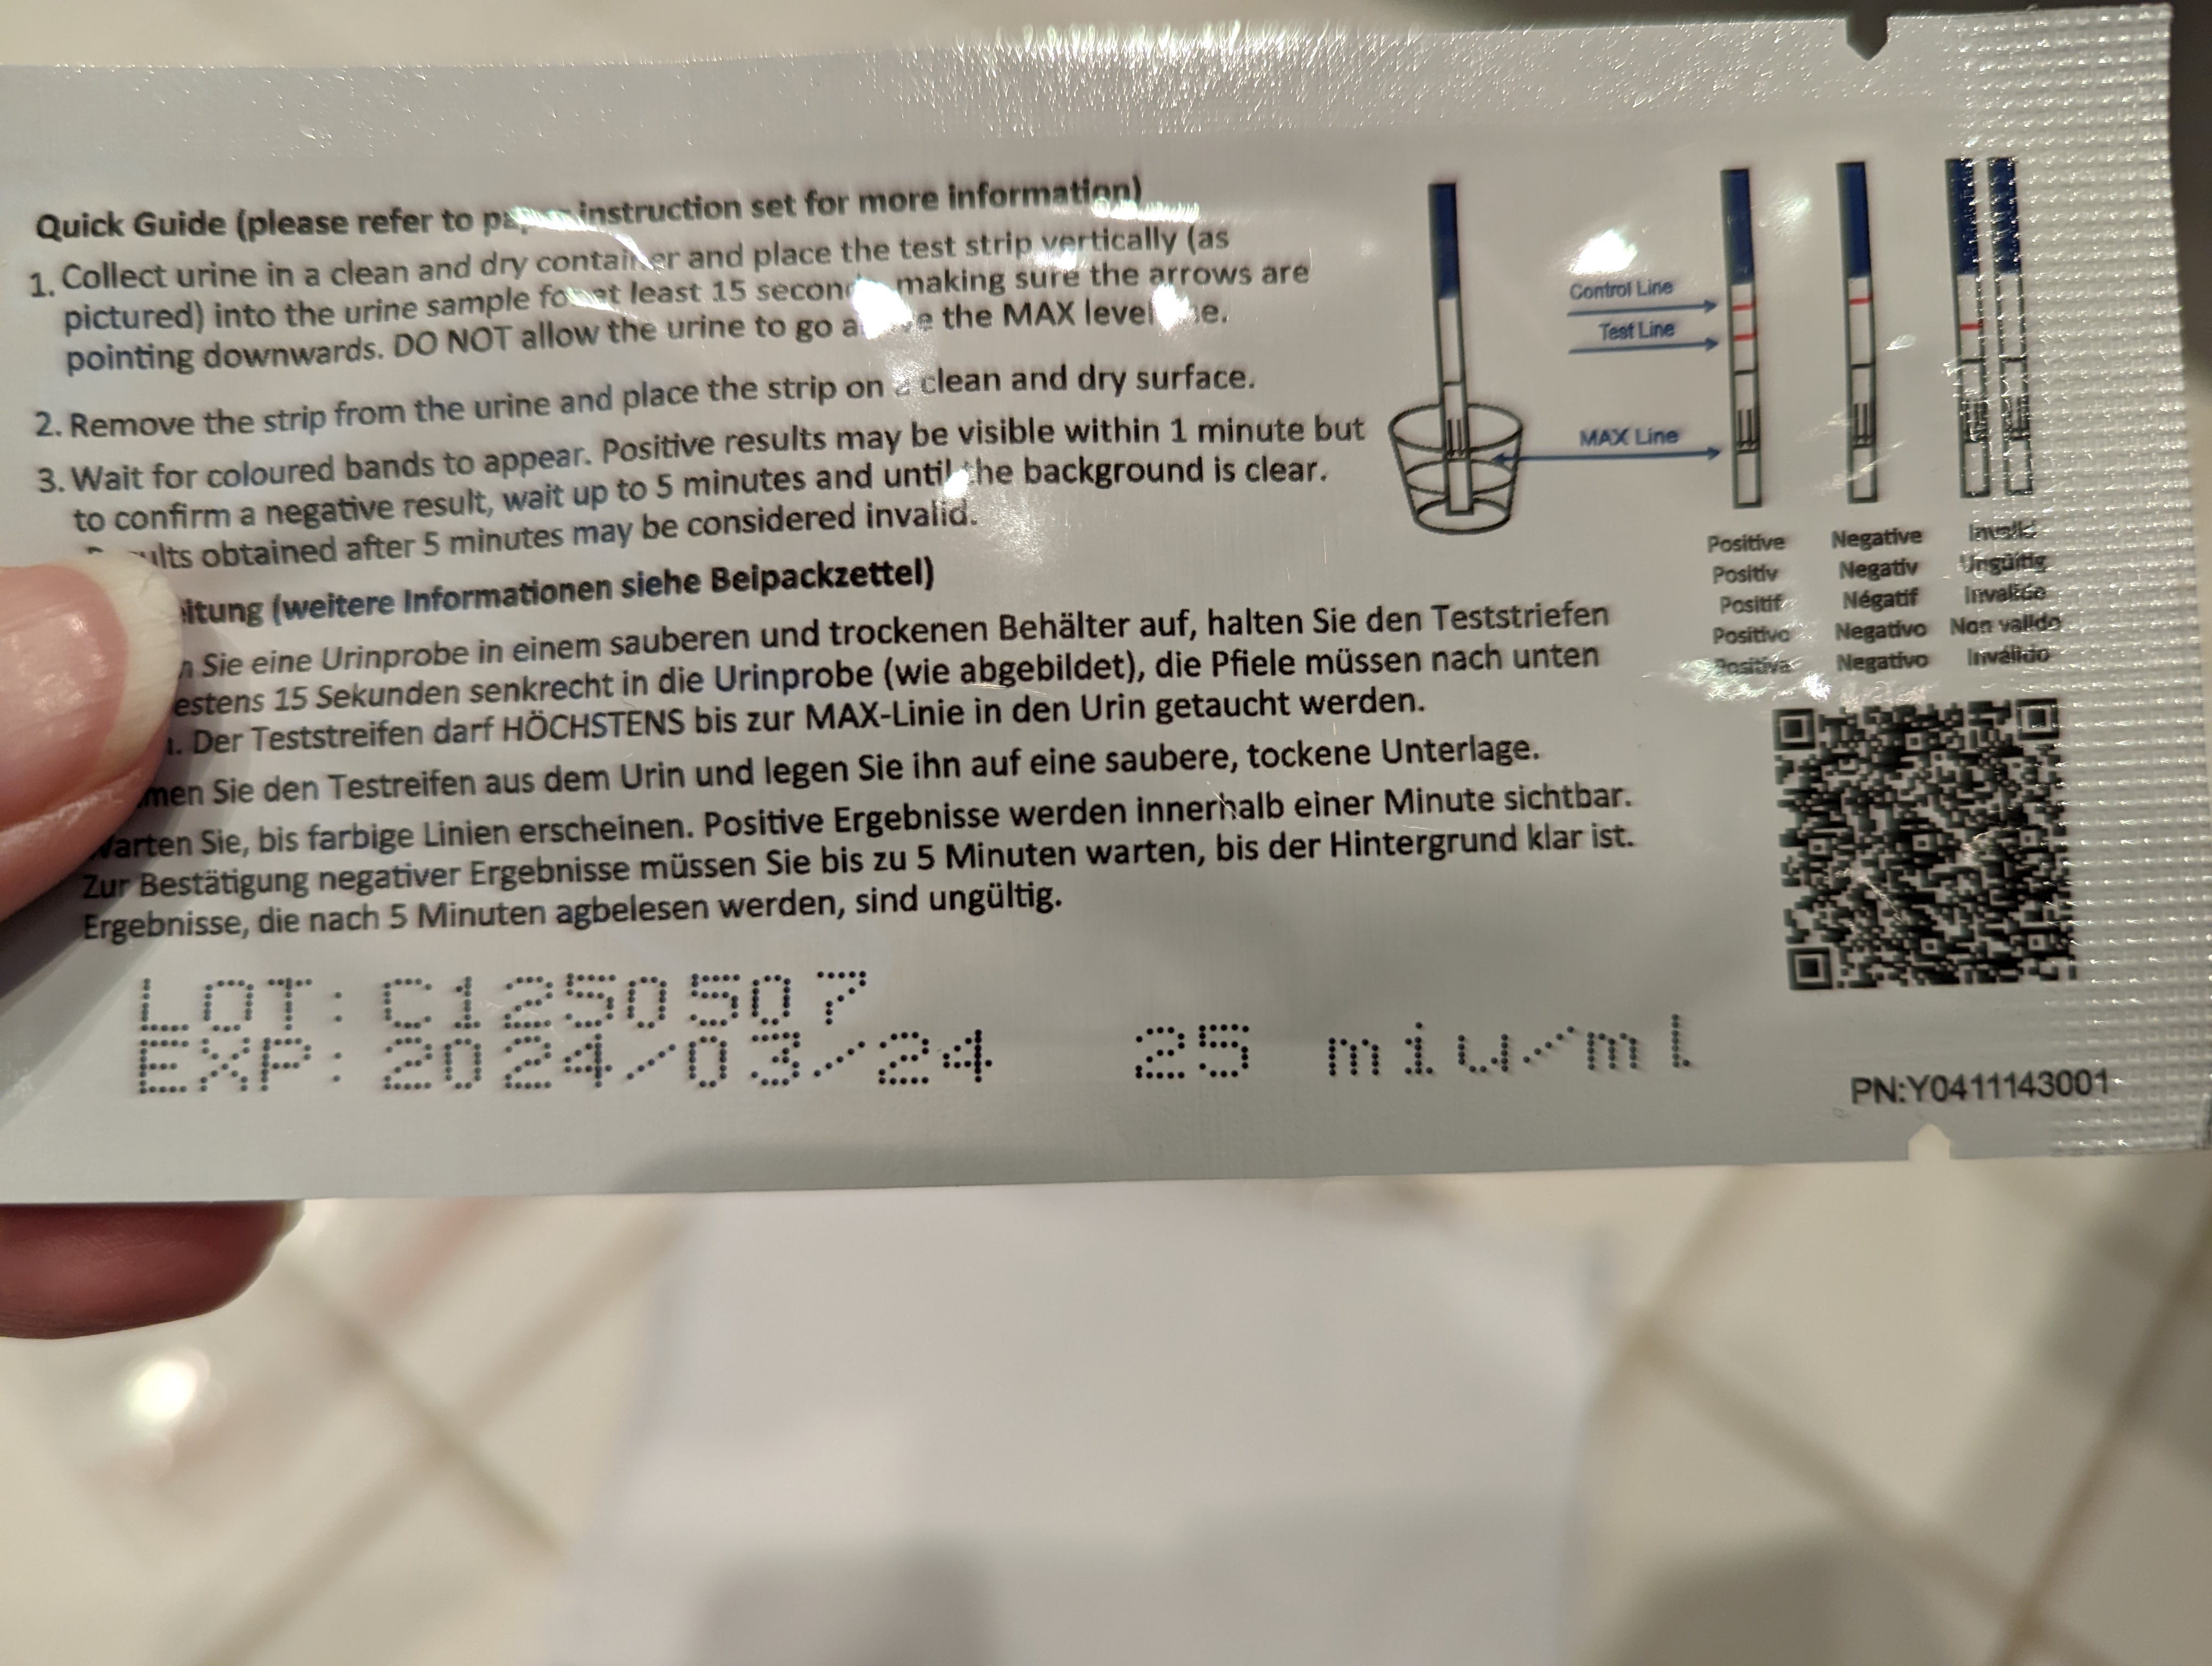 Quick Guide (please refer to instruction set for more information)
1. Collect urine in a clean and dry container and place the test strip vertically (as
pictured) into the urine sample for at least 15 seconds making sure the arrows are
pointing downwards. DO NOT allow the urine to go the MAX level
2. Remove the strip from the urine and place the strip on a clean and dry surface.
3. Wait for coloured bands to appear. Positive results may be visible within 1 minute but
to confirm a negative result, wait up to 5 minutes and until the background is clear.
obtained after 5 minutes may be considered invalid.
(weitere Informationen siehe Beipackzettel)
Sie eine Urinprobe in einem sauberen und trockenen Behälter auf, halten Sie den Teststriefen
15 Sekunden senkrecht in die Urinprobe (wie abgebildet), die Pfiele müssen nach unten
Der Teststreifen darf HÖCHSTENS bis zur MAX-Linie in den Urin getaucht werden.
Sie den Testreifen aus dem Urin und legen Sie ihn auf eine saubere, tockene Unterlage.
Warten Sie, bis farbige Linien erscheinen. Positive Ergebnisse werden innerhalb einer Minute sichtbar.
Zur Bestätigung negativer Ergebnisse müssen Sie bis zu 5 Minuten warten, bis der Hintergrund klar ist.
Ergebnisse, die nach 5 Minuten agbelesen werden, sind ungültig.
Control Line
Test Line
MAX Line
Positive Negative Invalid
Positiv Negativ Ungültig
Positif Négatif Invalide
Positivo Negativo Non valido
Negativo Inválido
LOT: C1250507
EXP: 2024/03/24 25 miu/ml
PN:Y0411143001